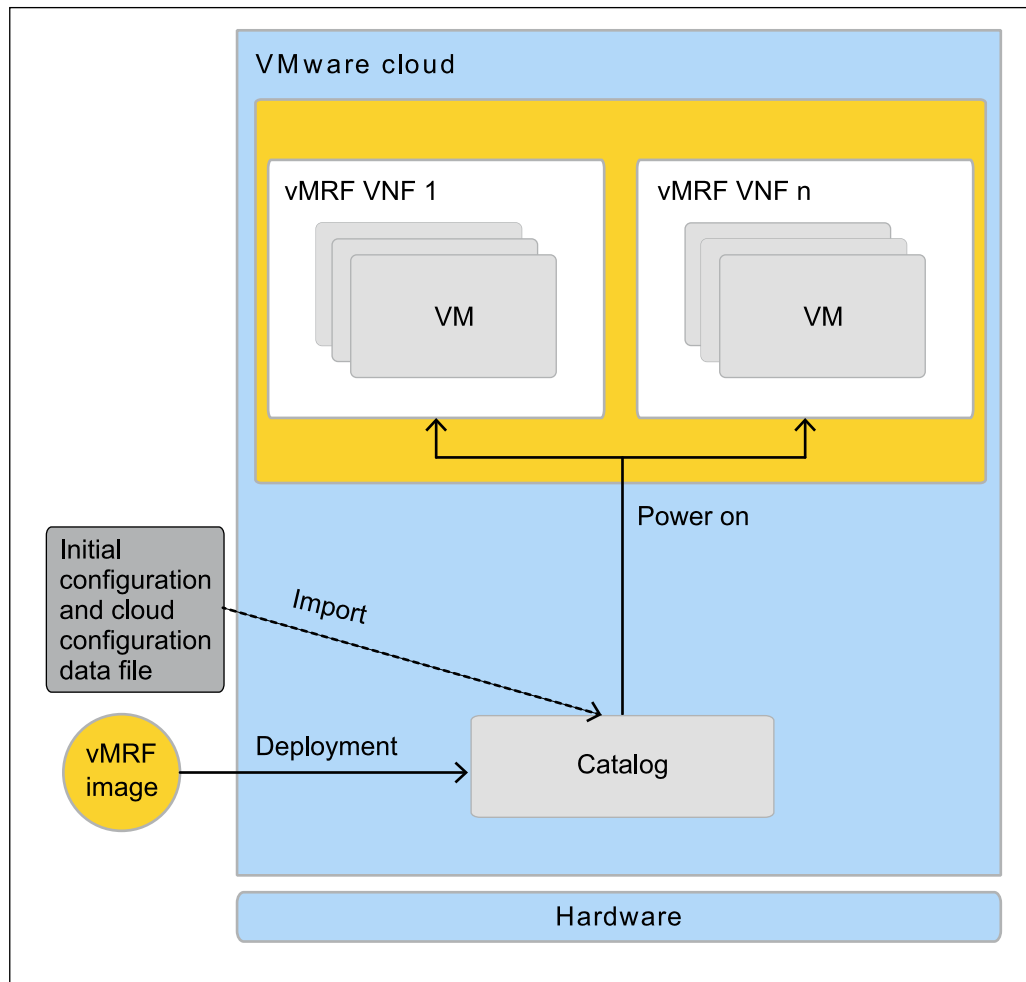 VMware cloud
vMRF VNF 1
vMRF VNF n
VM
VM
Power on
Initial
configuration
and cloud
configuration
data file
Import
vMRF
image
Deployment
Catalog
Hardware